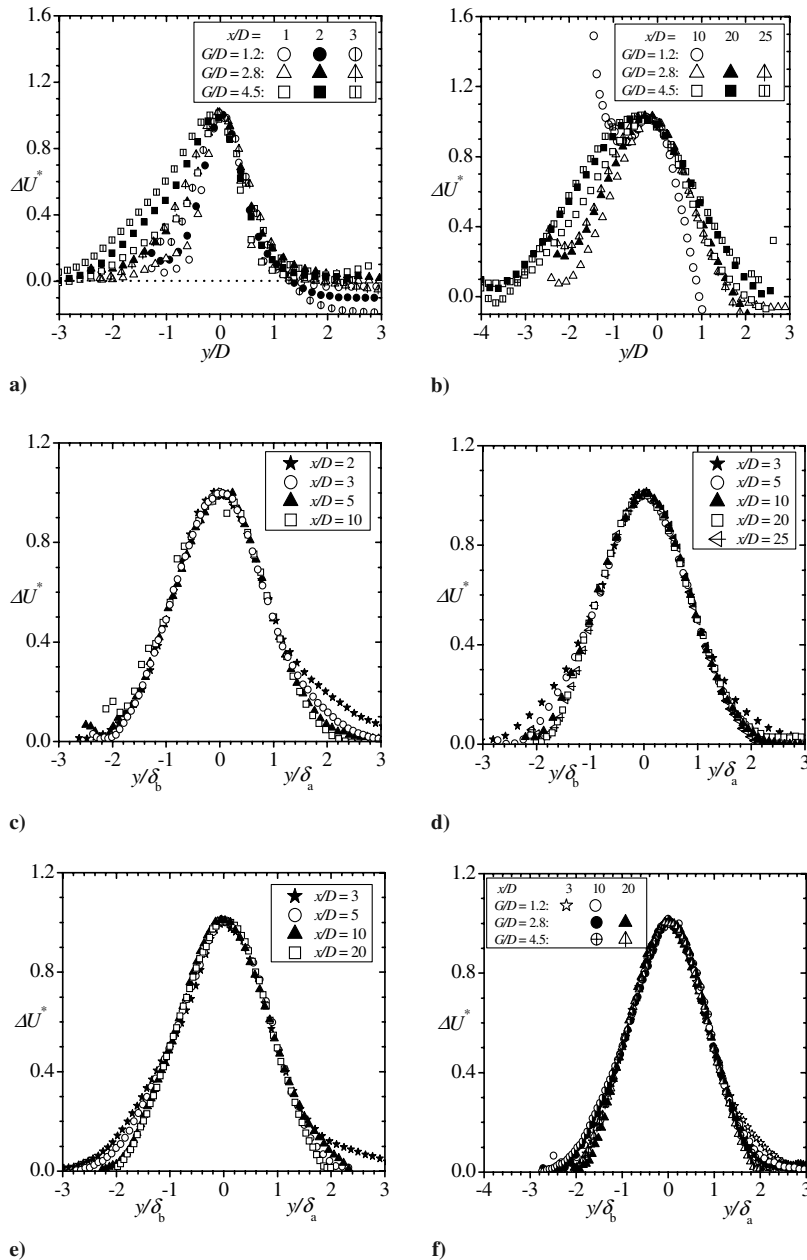 x/D = 1 2 3
G/D = 1.2:
G/D = 2.8:
G/D = 4.5:
1.6
1.2
0.8
0.4
0.0
ΔU*
-3 -2 -1 0 1 2 3
y/D
a)
x/D = 10 20 25
G/D = 1.2:
G/D = 2.8:
G/D = 4.5:
1.6
1.2
0.8
0.4
0.0
ΔU*
-4 -3 -2 -1 0 1 2 3
y/D
b)
x/D = 2
x/D = 3
x/D = 5
x/D = 10
1.2
0.8
0.4
0.0
ΔU*
-3 -2 -1 0 1 2 3
y/δb y/δa
c)
x/D = 3
x/D = 5
x/D = 10
x/D = 20
x/D = 25
1.2
0.8
0.4
0.0
ΔU*
-3 -2 -1 0 1 2 3
y/δb y/δa
d)
x/D = 3
x/D = 5
x/D = 10
x/D = 20
1.2
0.8
0.4
0.0
ΔU*
-3 -2 -1 0 1 2 3
y/δb y/δa
e)
x/D 3 10 20
G/D = 1.2:
G/D = 2.8:
G/D = 4.5:
1.2
0.8
0.4
0.0
ΔU*
-4 -3 -2 -1 0 1 2 3
y/δb y/δa
f)